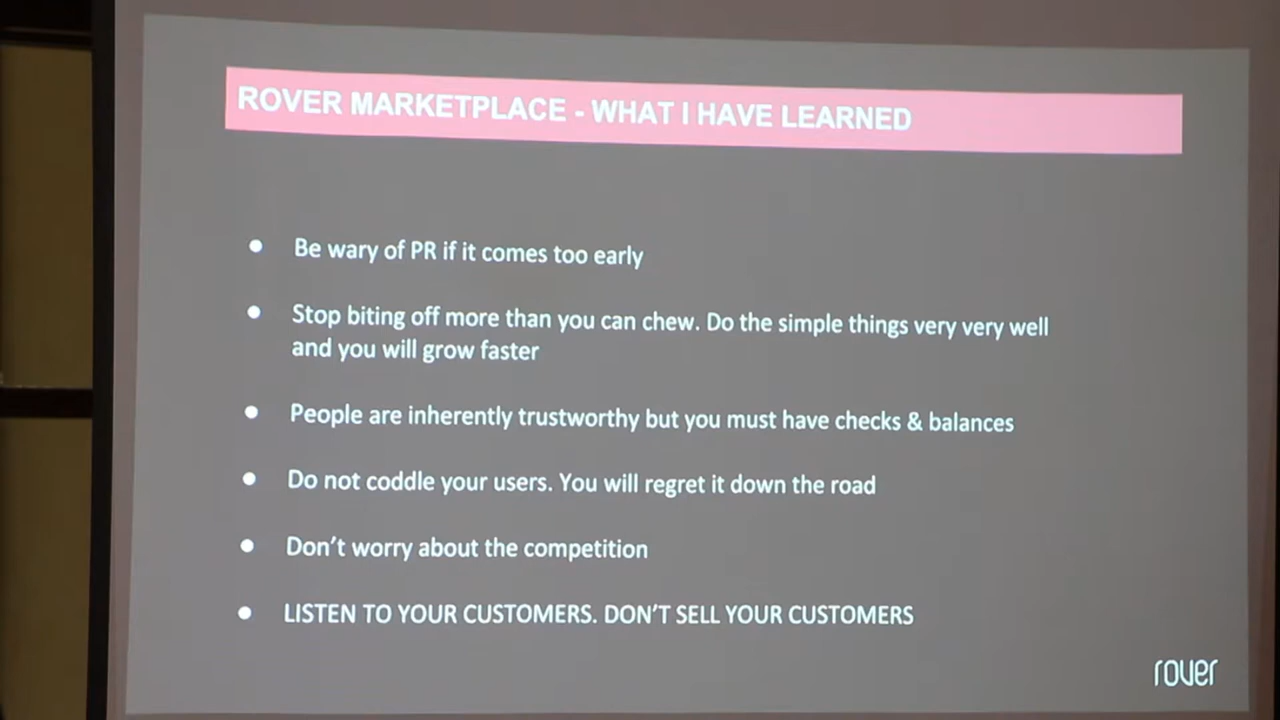 ROVER MARKETPLACE - WHAT I HAVE LEARNED
● Be wary of PR if it comes too early
● Stop biting off more than you can chew. Do the simple things very very well
and you will grow faster
● People are inherently trustworthy but you must have checks & balances
● Do not coddle your users. You will regret it down the road
● Don't worry about the competition
● LISTEN TO YOUR CUSTOMERS. DON'T SELL YOUR CUSTOMERS
rover